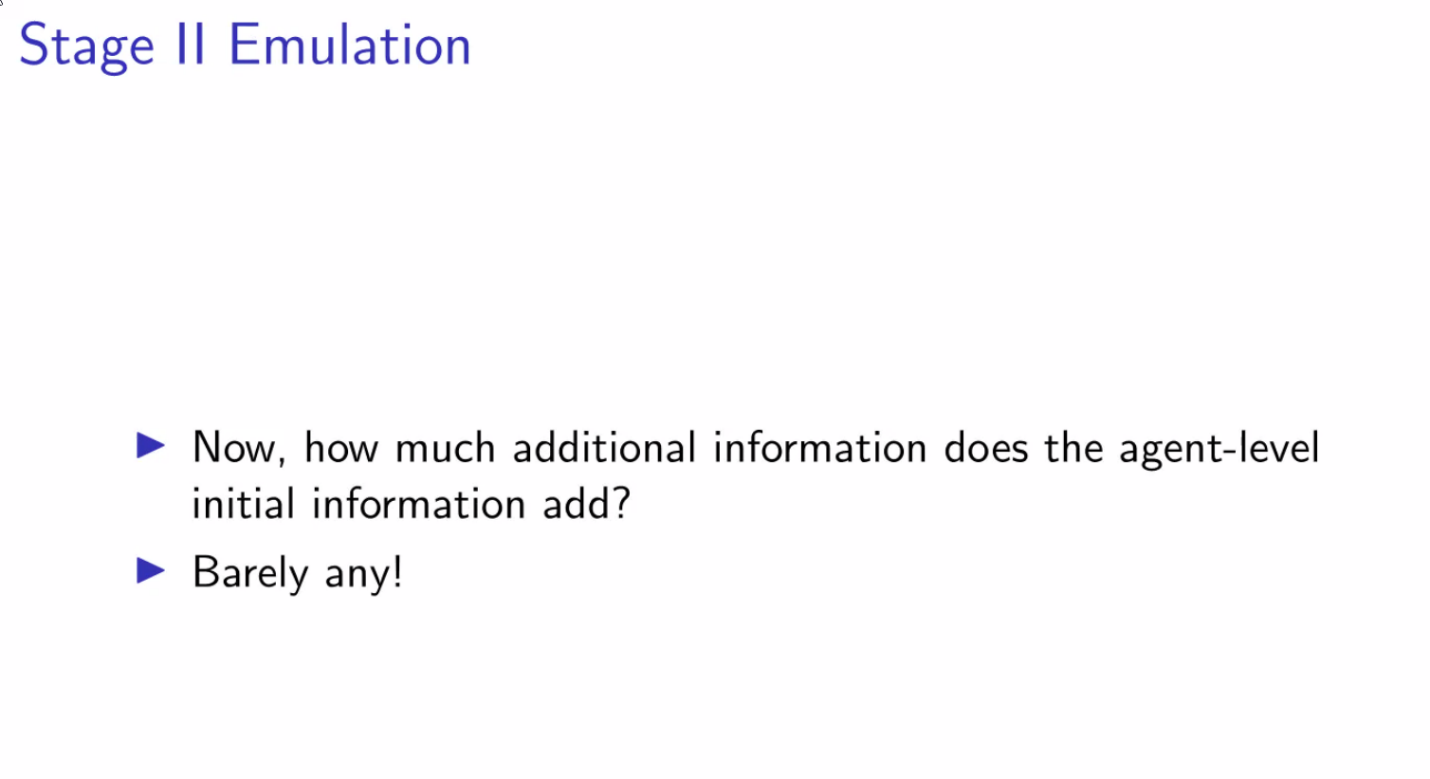 Stage II Emulation
Now, how much additional information does the agent-level
initial information add?
Barely any!